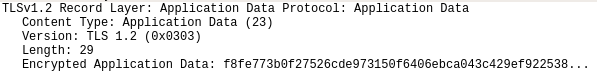 TLSv1.2 Record Layer: Application Data Protocol: Application Data
Content Type: Application Data (23)
Version: TLS 1.2 (0x0303)
Length: 29
Encrypted Application Data: f8fe773b0f27526cde973150f6406ebca043c429ef922538...